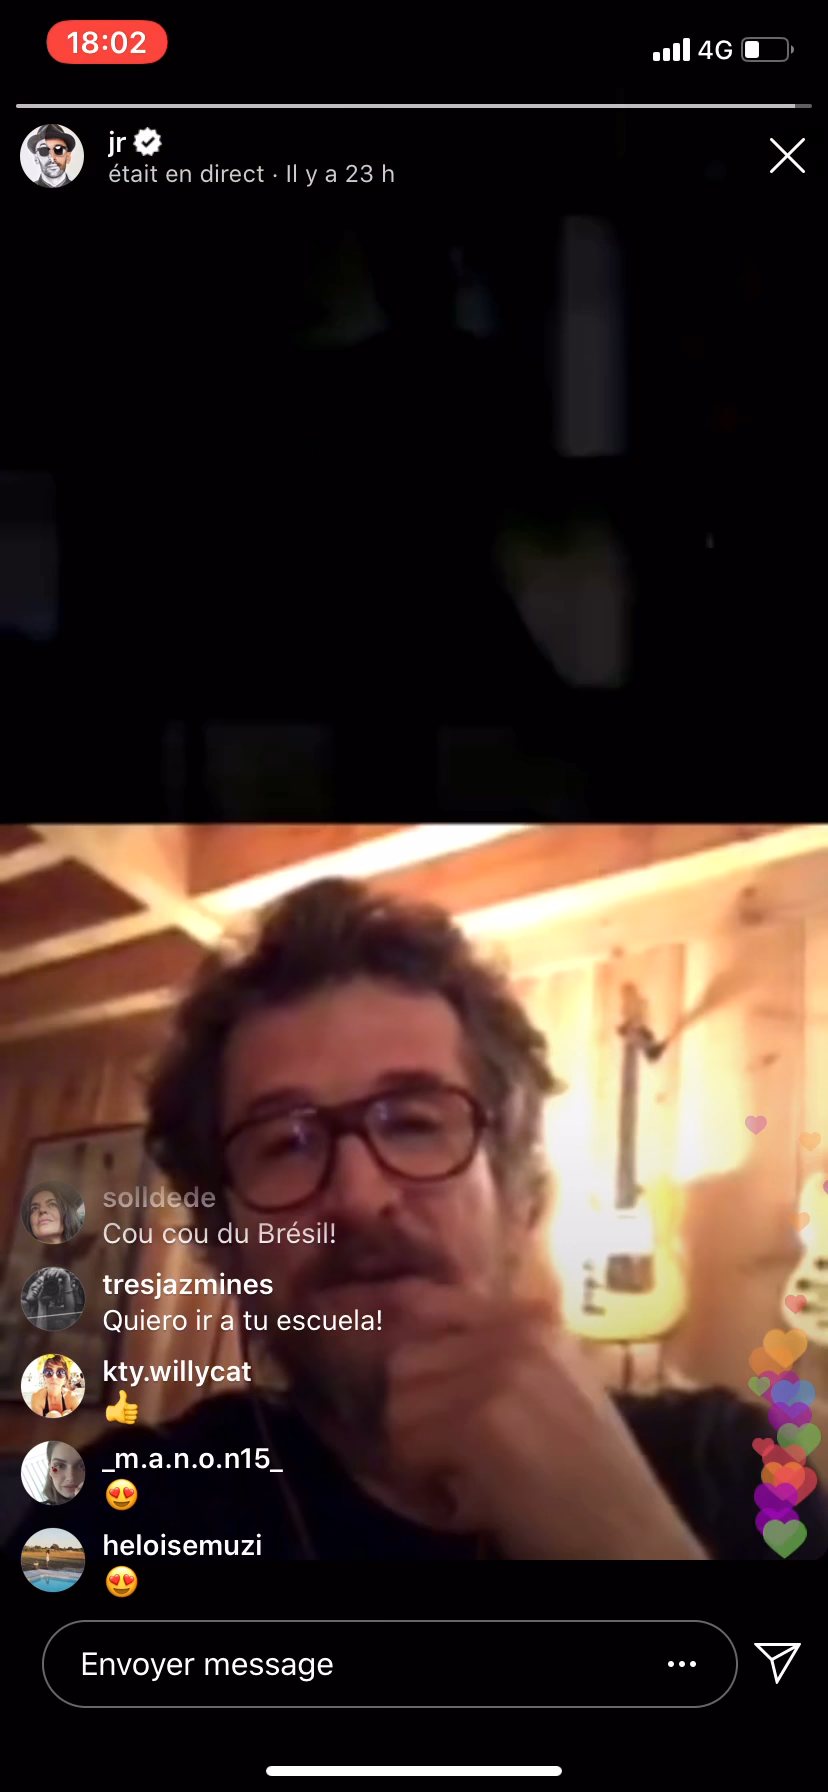 18:02
4G
jr
était en direct · Il y a 23 h
solldede
Cou cou du Brésil!
tresjazmines
Quiero ir a tu escuela!
kty.willycat
👍
_m.a.n.o.n15_
😍
heloisemuzi
😍
Envoyer message